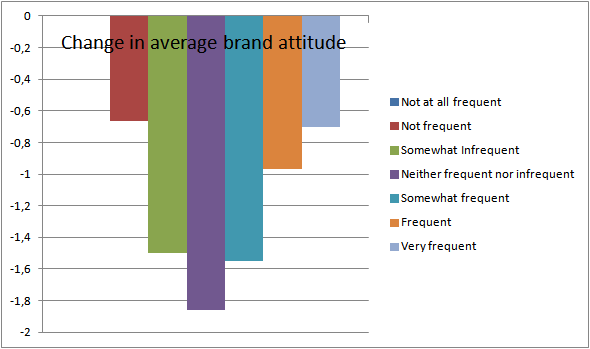 Change in average brand attitude
0
-0,2
-0,4
-0,6
-0,8
-1
-1,2
-1,4
-1,6
-1,8
-2
Not at all frequent
Not frequent
Somewhat Infrequent
Neither frequent nor infrequent
Somewhat frequent
Frequent
Very frequent